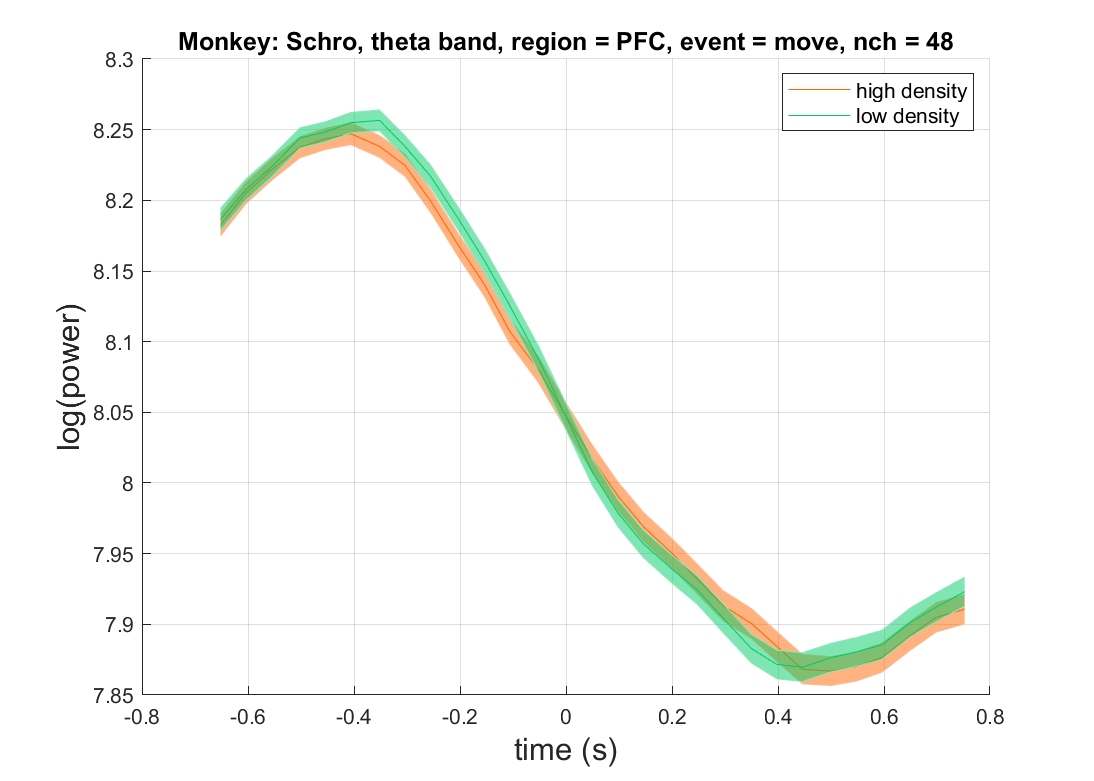 Monkey: Schro, theta band, region = PFC, event = move, nch = 48
high density
low density
8.3
8.25
8.2
8.15
8.1
8.05
8
7.95
7.9
7.85
log(power)
-0.8 -0.6 -0.4 -0.2 0 0.2 0.4 0.6 0.8
time (s)